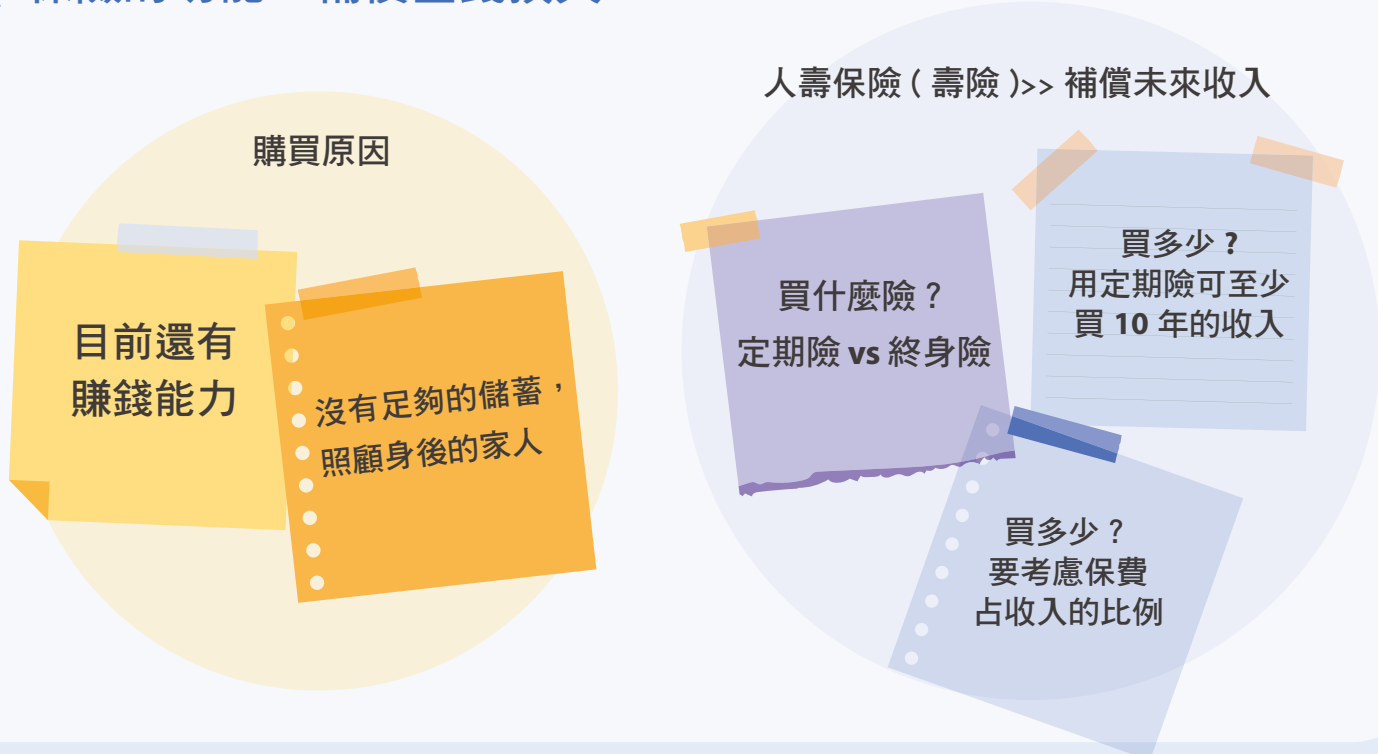 購買原因
目前還有
賺錢能力
沒有足夠的儲蓄，
照顧身後的家人
人壽保險（壽險）>> 補償未來收入
買什麼險？
定期險 vs 終身險
買多少？
用定期險可至少
買 10 年的收入
買多少？
要考慮保費
占收入的比例